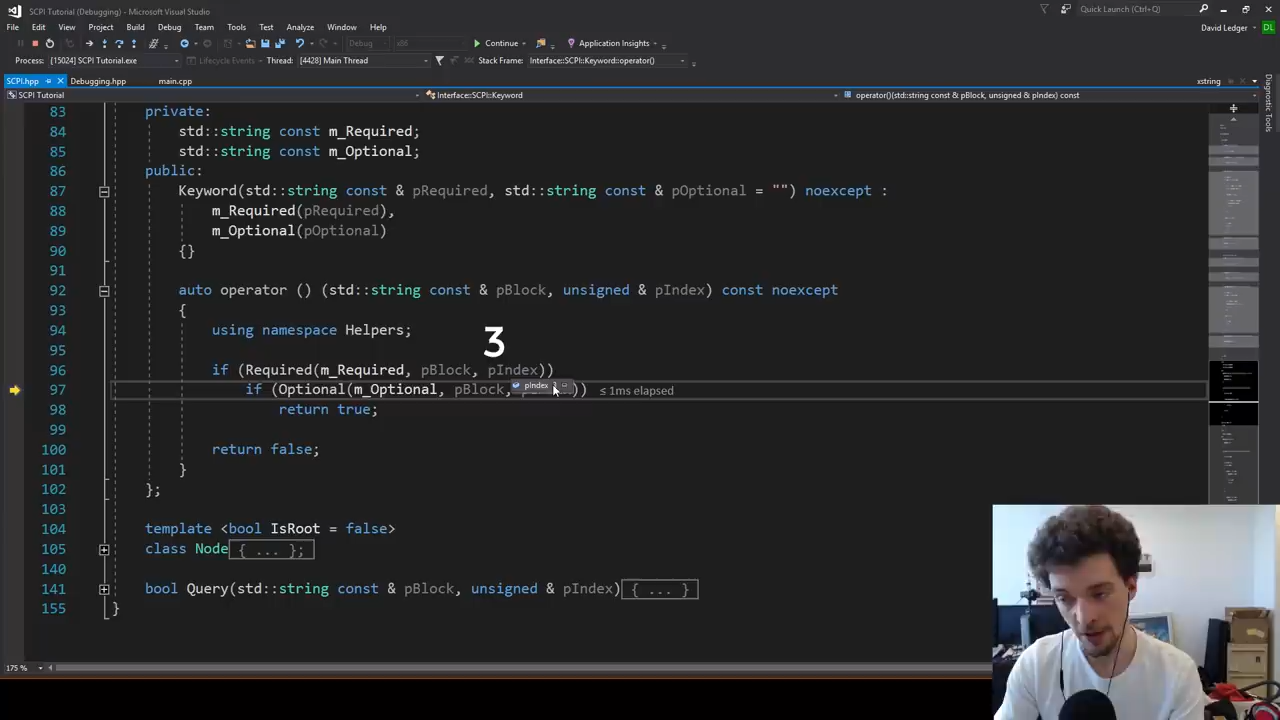 SCPI Tutorial (Debugging) - Microsoft Visual Studio
Quick Launch (Ctrl+Q)
File Edit View Project Build Debug Team Tools Test Analyze Window Help
David Ledger DL
Debug x86 Continue Application Insights
Process: [15024] SCPI Tutorial.exe Lifecycle Events Thread: [4428] Main Thread Stack Frame: Interface::SCPI::Keyword::operator()
SCPI.hpp Debugging.hpp main.cpp xstring
SCPI Tutorial Interface::SCPI::Keyword operator()(std::string const & pBlock, unsigned & pIndex) const
Diagnostic Tools
83 private:
84 std::string const m_Required;
85 std::string const m_Optional;
86 public:
87 Keyword(std::string const & pRequired, std::string const & pOptional = "") noexcept :
88 m_Required(pRequired),
89 m_Optional(pOptional)
90 {}
91
92 auto operator () (std::string const & pBlock, unsigned & pIndex) const noexcept
93 {
94 using namespace Helpers;
3
95
96 if (Required(m_Required, pBlock, pIndex))
97 if (Optional(m_Optional, pBlock, pIndex)) ≤ 1ms elapsed
98 return true;
99
100 return false;
101 }
102 };
103
104 template <bool IsRoot = false>
105 class Node { ... };
140
141 bool Query(std::string const & pBlock, unsigned & pIndex) { ... }
155 }
175 %